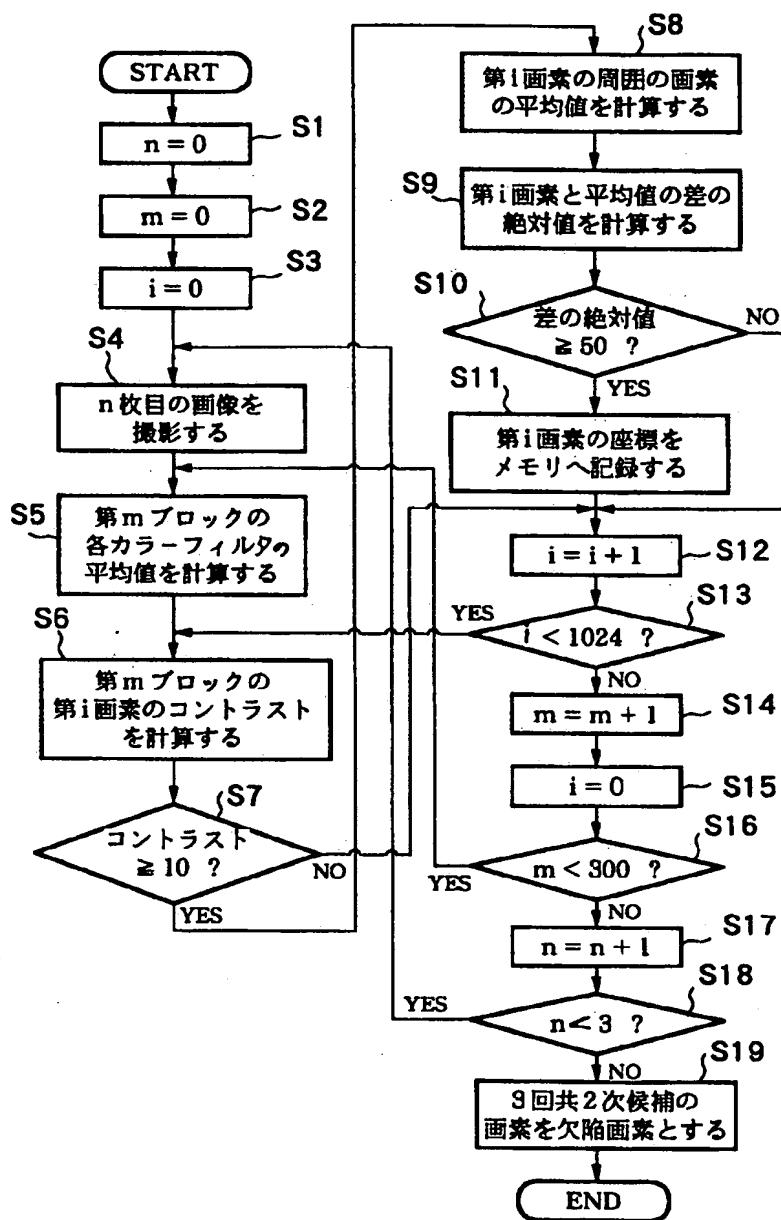 START
S1
n = 0
S2
m = 0
S3
i = 0
S4
n枚目の画像を
撮影する
S5
第mブロックの
各カラーフィルタの
平均値を計算する
S6
第mブロックの
第i画素のコントラスト
を計算する
S7
コントラスト
≧ 10 ?
NO
YES
S8
第i画素の周囲の画素
の平均値を計算する
S9
第i画素と平均値の差の
絶対値を計算する
S10
差の絶対値
≧ 50 ?
NO
YES
S11
第i画素の座標を
メモリへ記録する
S12
i = i + 1
S13
i < 1024 ?
YES
NO
S14
m = m + 1
S15
i = 0
S16
m < 300 ?
YES
NO
S17
n = n + 1
S18
n < 3 ?
YES
NO
S19
3回共2次候補の
画素を欠陥画素とする
END